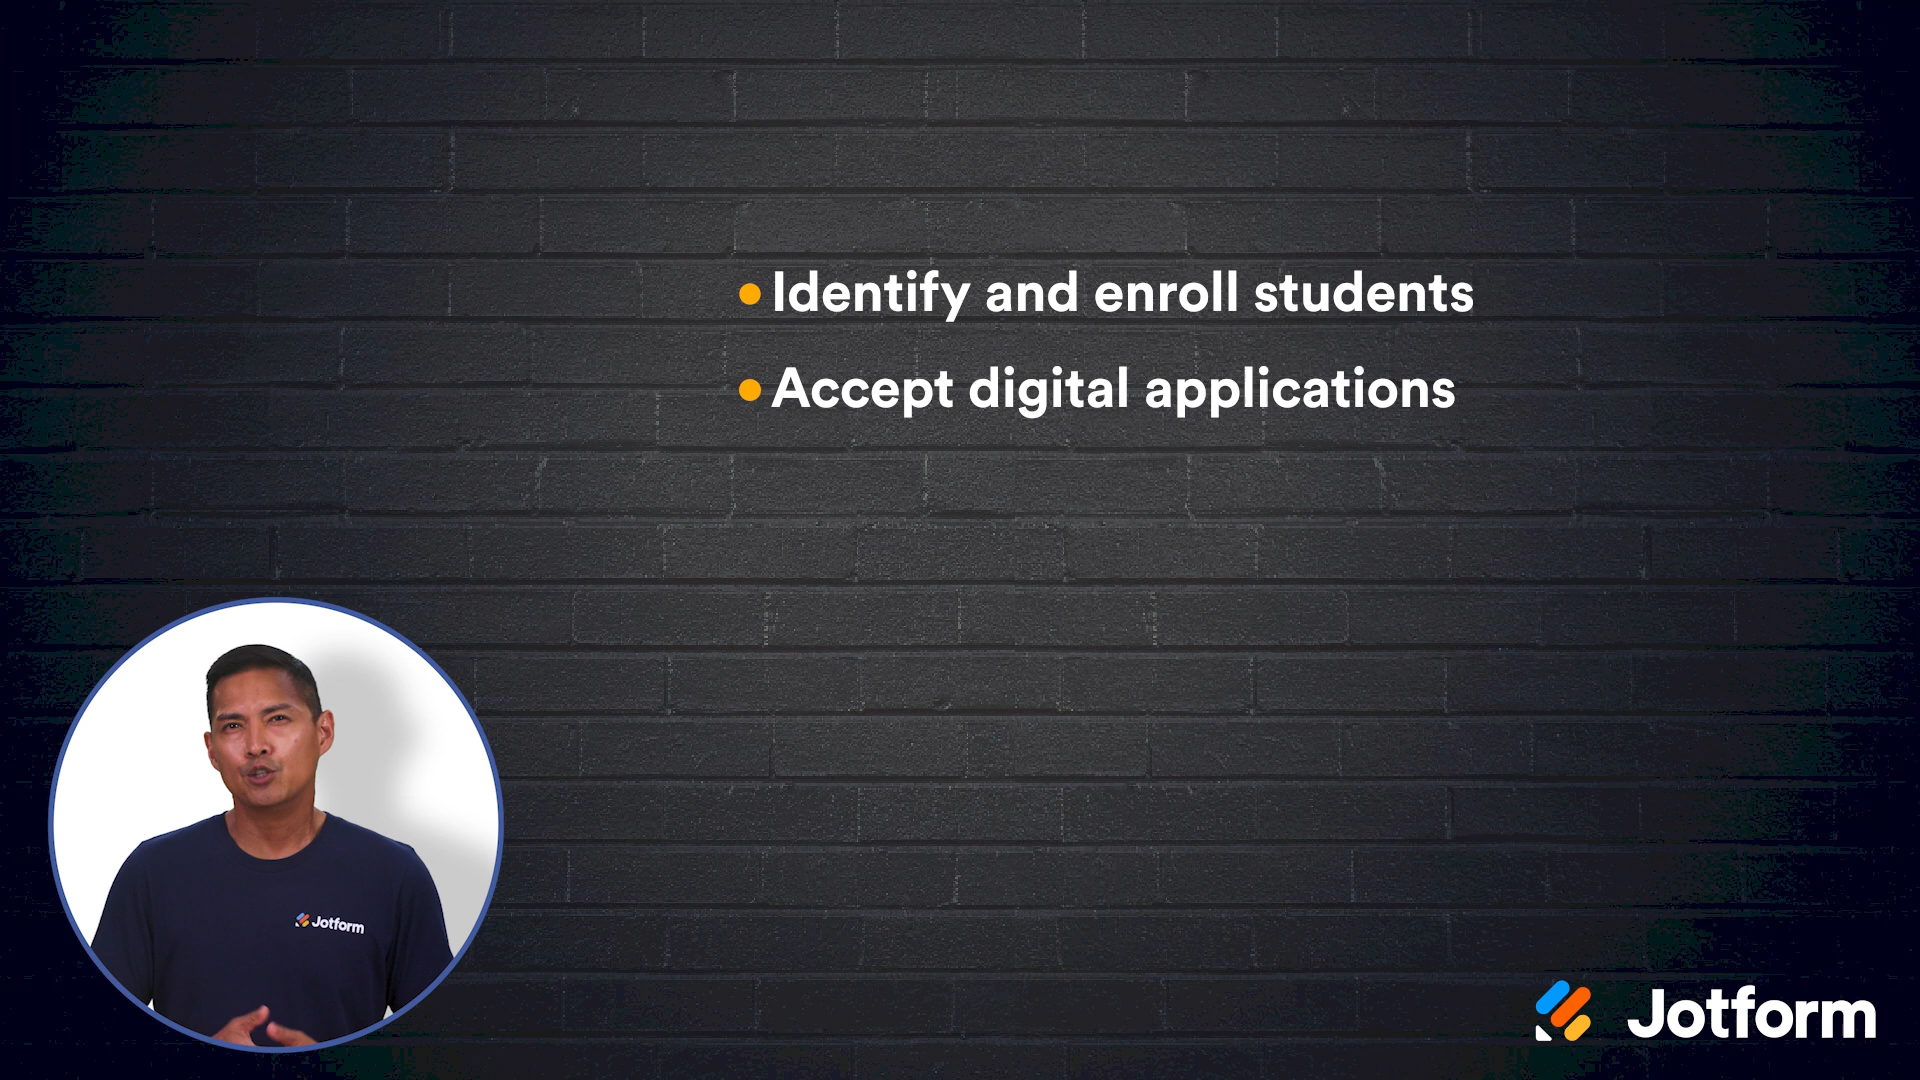 Identify and enroll students
Accept digital applications
Jotform
Jotform